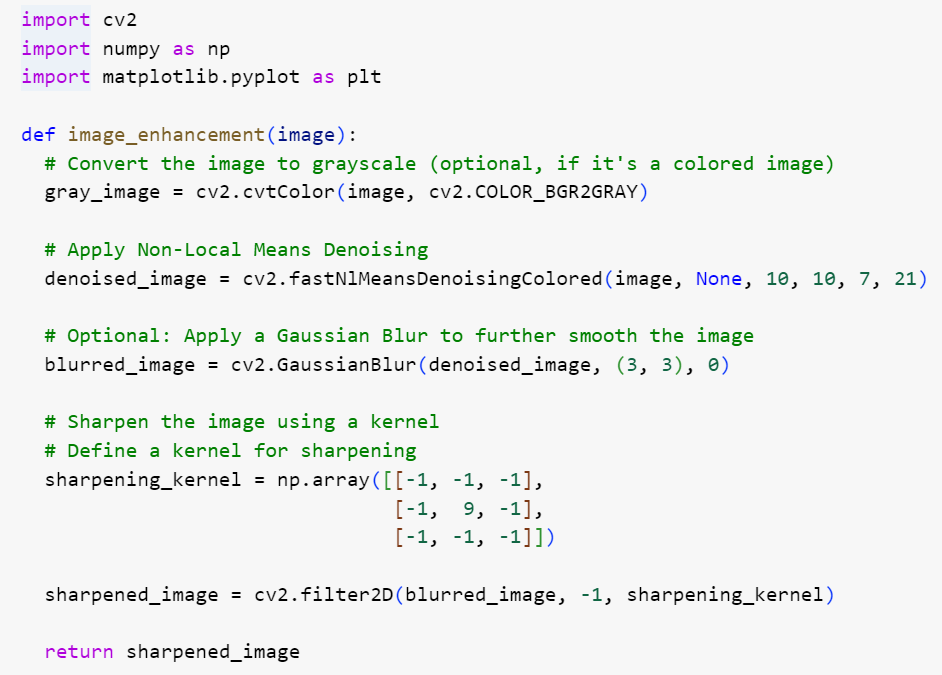 import cv2
import numpy as np
import matplotlib.pyplot as plt

def image_enhancement(image):
  # Convert the image to grayscale (optional, if it's a colored image)
  gray_image = cv2.cvtColor(image, cv2.COLOR_BGR2GRAY)

  # Apply Non-Local Means Denoising
  denoised_image = cv2.fastNlMeansDenoisingColored(image, None, 10, 10, 7, 21)

  # Optional: Apply a Gaussian Blur to further smooth the image
  blurred_image = cv2.GaussianBlur(denoised_image, (3, 3), 0)

  # Sharpen the image using a kernel
  # Define a kernel for sharpening
  sharpening_kernel = np.array([[-1, -1, -1],
                                [-1,  9, -1],
                                [-1, -1, -1]])

  sharpened_image = cv2.filter2D(blurred_image, -1, sharpening_kernel)

  return sharpened_image